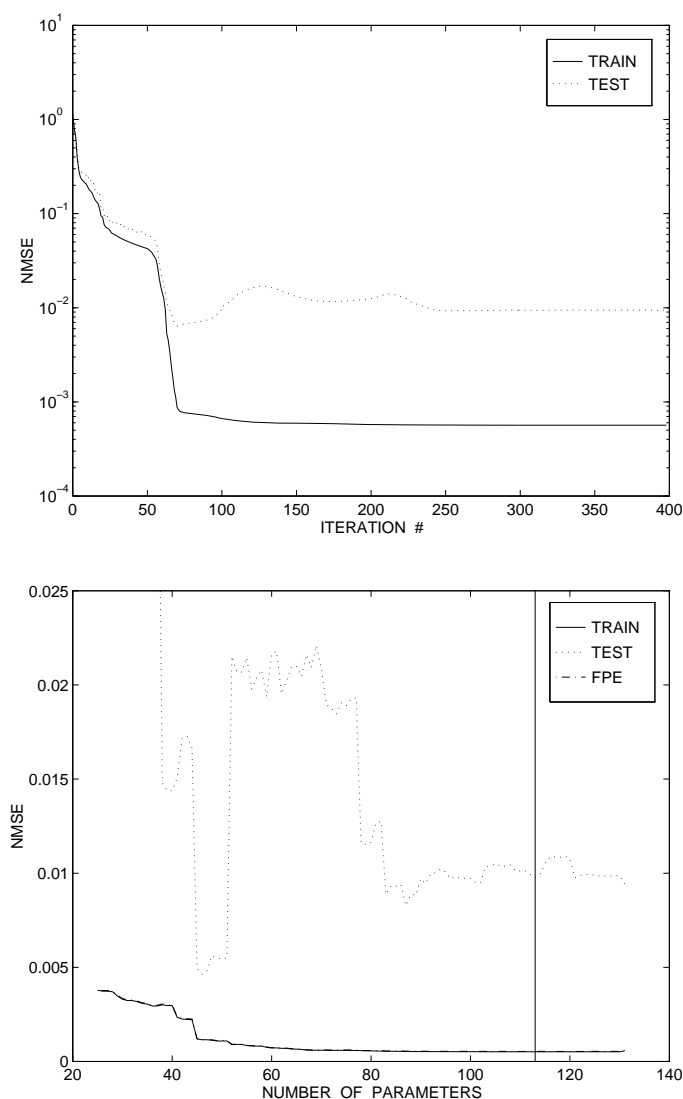 10^1
10^0
10^-1
10^-2
10^-3
10^-4
NMSE
TRAIN
TEST
0 50 100 150 200 250 300 350 400
ITERATION #
0.025
0.02
0.015
0.01
0.005
0
NMSE
TRAIN
TEST
FPE
20 40 60 80 100 120 140
NUMBER OF PARAMETERS